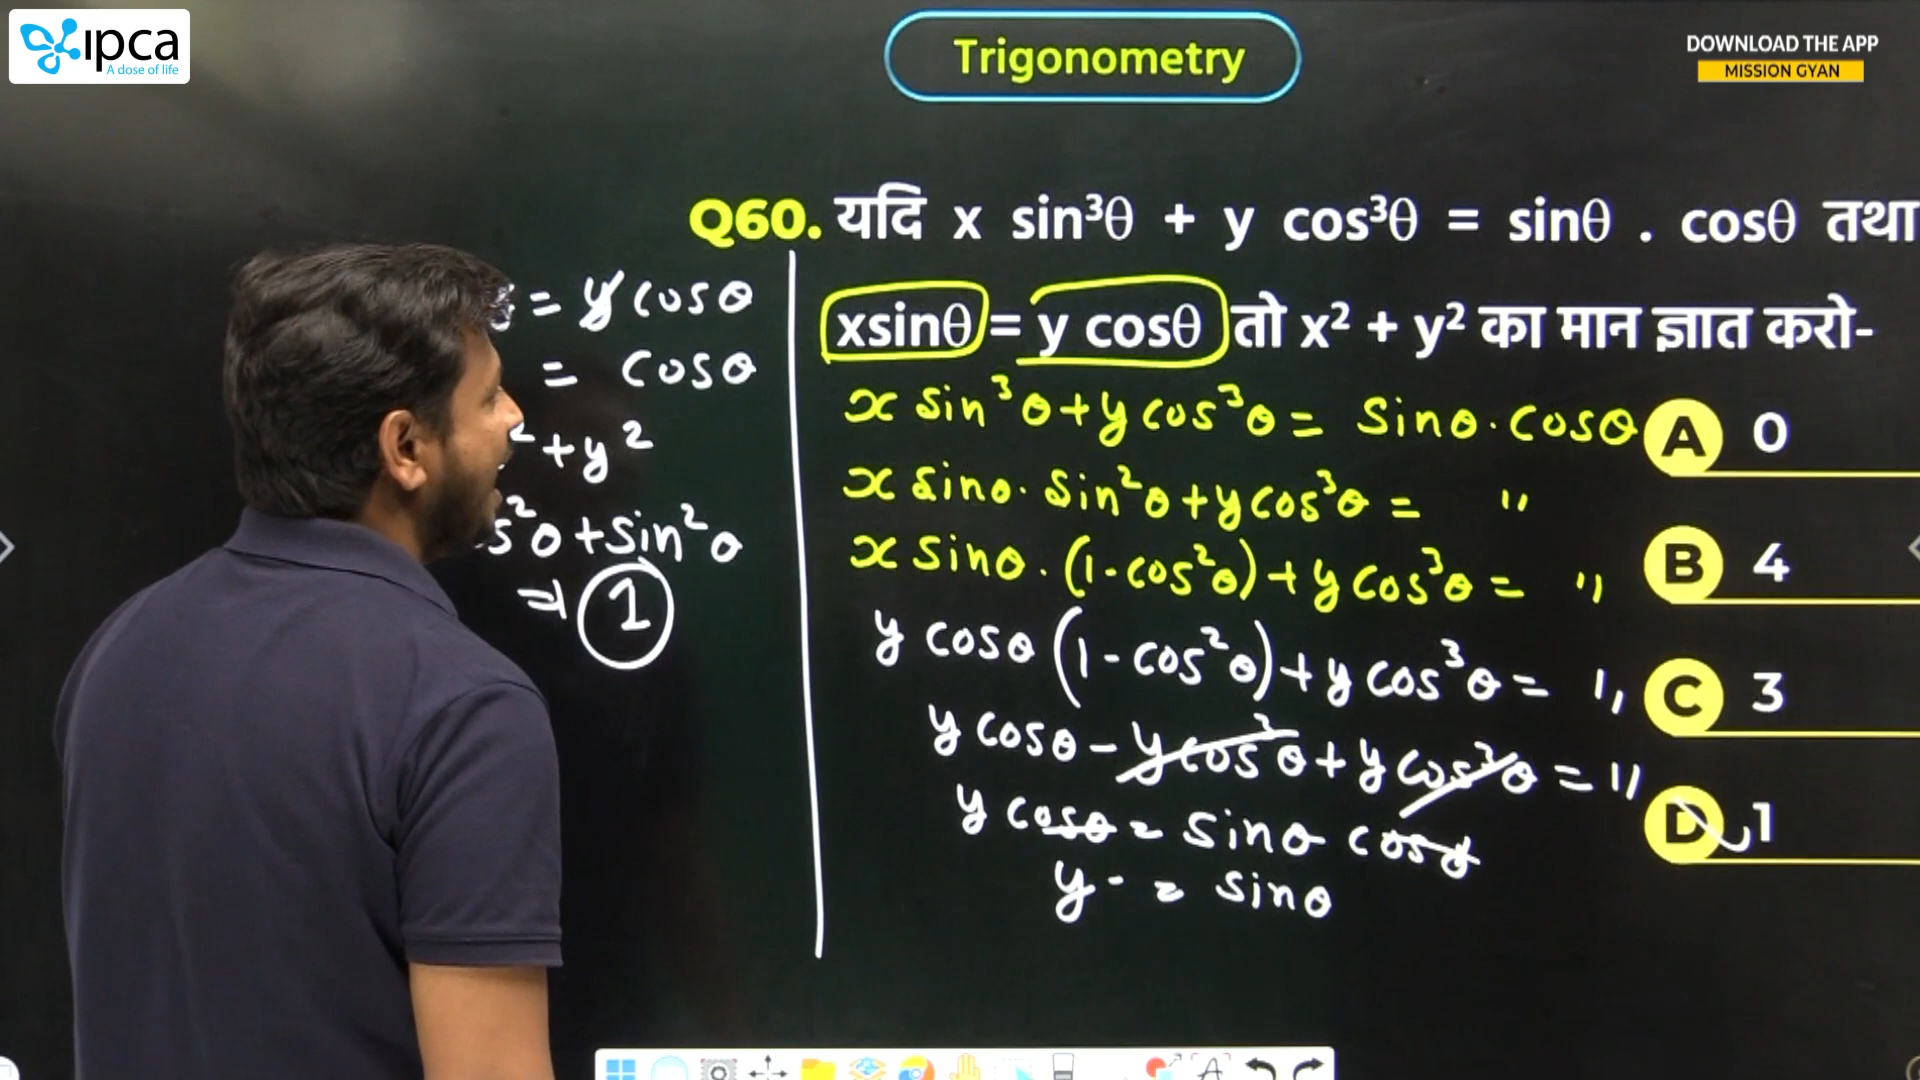 ipca
A dose of life
Trigonometry
DOWNLOAD THE APP
MISSION GYAN
Q60. यदि x sin³θ + y cos³θ = sinθ . cosθ तथा
xsinθ = y cosθ तो x² + y² का मान ज्ञात करो-
A 0
B 4
C 3
D 1
x sin³θ + y cos³θ = sinθ . cosθ
x sinθ . sin²θ + y cos³θ = "
x sinθ . (1 - cos²θ) + y cos³θ = "
y cosθ (1 - cos²θ) + y cos³θ = "
y cosθ - y cos³θ + y cos³θ = "
y cosθ = sinθ cosθ
y = sinθ
= y cosθ
= cosθ
² + y²
s²θ + sin²θ
⇒ 1